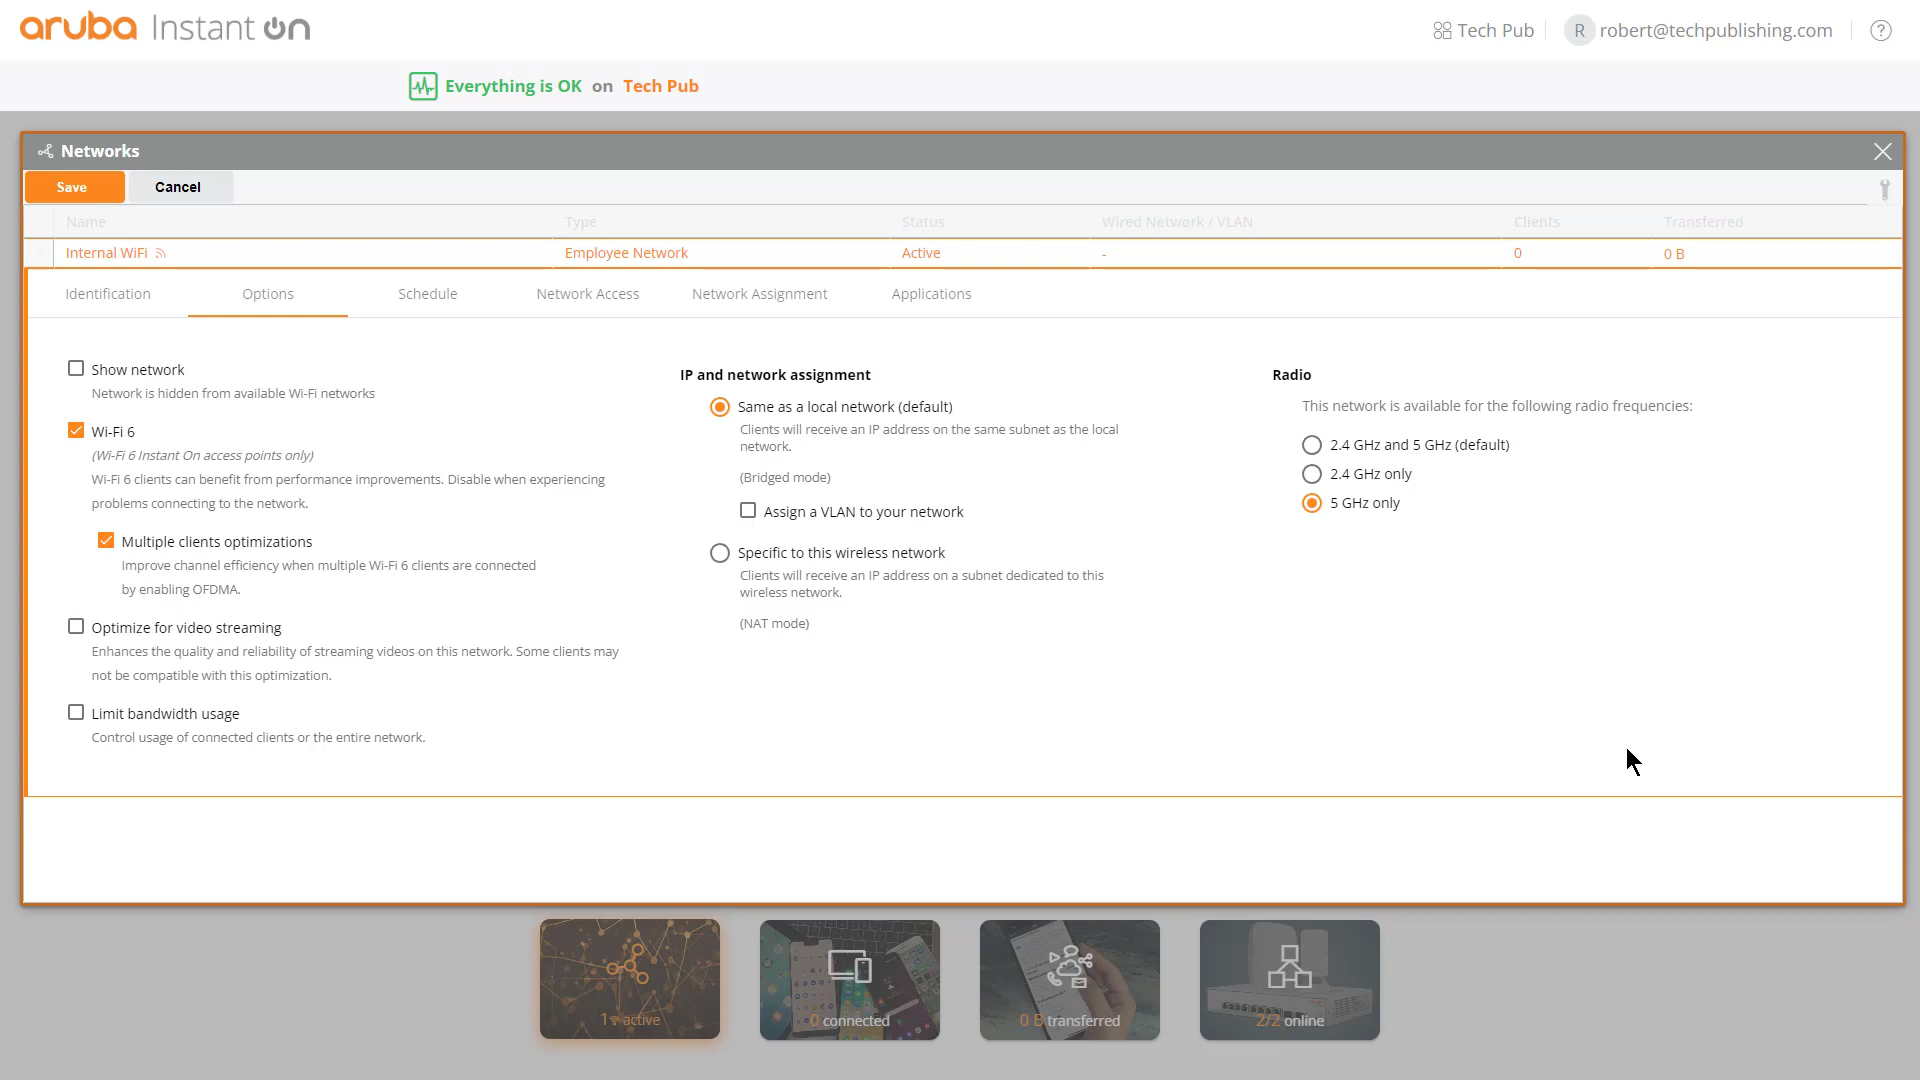 aruba Instant On
Tech Pub
R robert@techpublishing.com
?
Everything is OK on Tech Pub
Networks
Save Cancel
Name Type Status Wired Network / VLAN Clients Transferred
Internal WiFi Employee Network Active - 0 0 B
Identification Options Schedule Network Access Network Assignment Applications
Show network
Network is hidden from available Wi-Fi networks
Wi-Fi 6
(Wi-Fi 6 Instant On access points only)
Wi-Fi 6 clients can benefit from performance improvements. Disable when experiencing
problems connecting to the network.
Multiple clients optimizations
Improve channel efficiency when multiple Wi-Fi 6 clients are connected
by enabling OFDMA.
Optimize for video streaming
Enhances the quality and reliability of streaming videos on this network. Some clients may
not be compatible with this optimization.
Limit bandwidth usage
Control usage of connected clients or the entire network.
IP and network assignment
Same as a local network (default)
Clients will receive an IP address on the same subnet as the local
network.
(Bridged mode)
Assign a VLAN to your network
Specific to this wireless network
Clients will receive an IP address on a subnet dedicated to this
wireless network.
(NAT mode)
Radio
This network is available for the following radio frequencies:
2.4 GHz and 5 GHz (default)
2.4 GHz only
5 GHz only
1 active
0 connected
0 B transferred
2/2 online